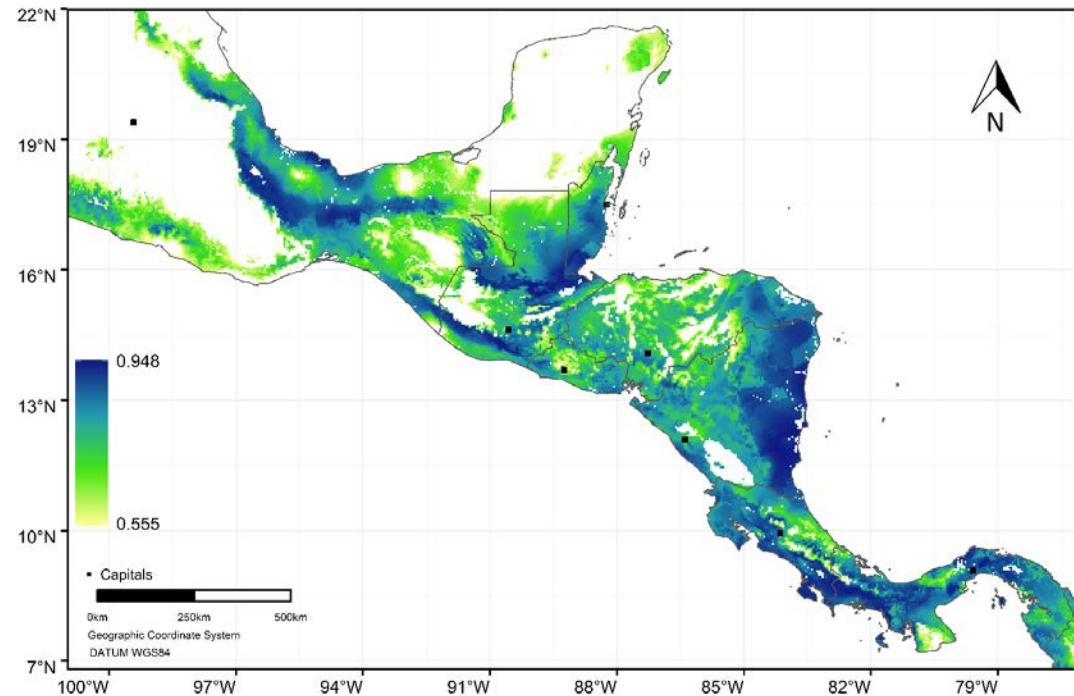 22°N
19°N
16°N
13°N
10°N
7°N
N
0.948
0.555
Capitals
0km 250km 500km
Geographic Coordinate System
DATUM WGS84
100°W 97°W 94°W 91°W 88°W 85°W 82°W 79°W